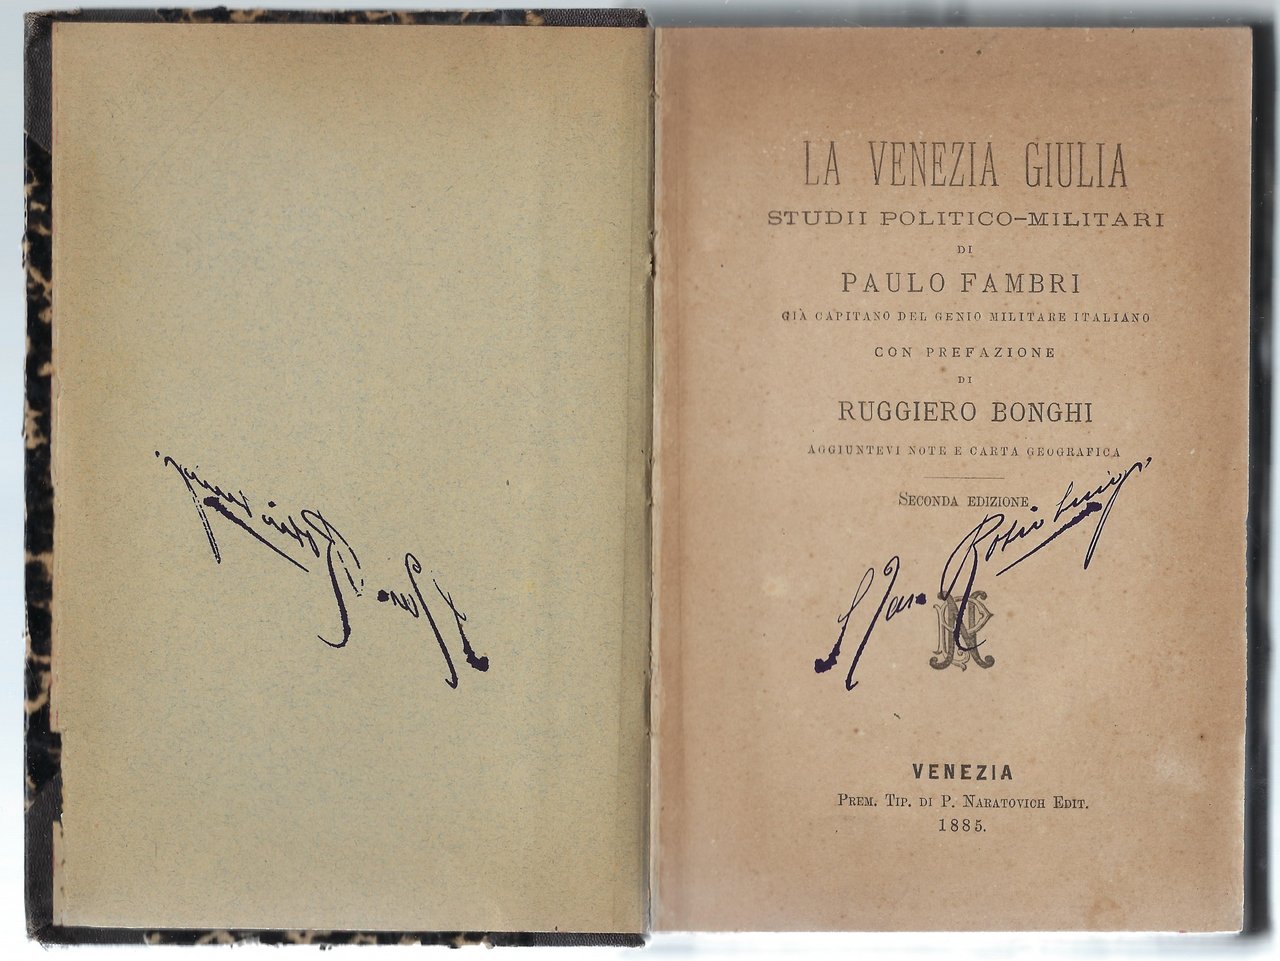 LA VENEZIA GIULIA
STUDII POLITICO-MILITARI
DI
PAULO FAMBRI
GIÀ CAPITANO DEL GENIO MILITARE ITALIANO
CON PREFAZIONE
DI
RUGGIERO BONGHI
AGGIUNTEVI NOTE E CARTA GEOGRAFICA
SECONDA EDIZIONE
VENEZIA
PREM. TIP. DI P. NARATOVICH EDIT.
1885.